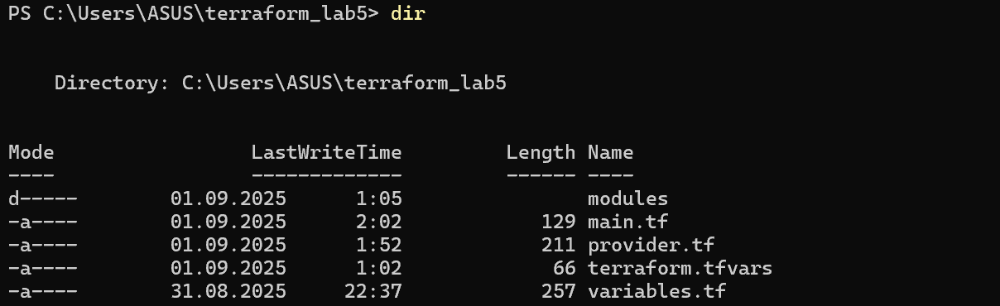 PS C:\Users\ASUS\terraform_lab5> dir
Directory: C:\Users\ASUS\terraform_lab5
Mode                 LastWriteTime         Length Name
----                 -------------         ------ ----
d-----        01.09.2025      1:05                modules
-a----        01.09.2025      2:02            129 main.tf
-a----        01.09.2025      1:52            211 provider.tf
-a----        01.09.2025      1:02             66 terraform.tfvars
-a----        31.08.2025     22:37            257 variables.tf